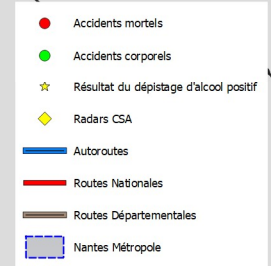 Accidents mortels
Accidents corporels
Résultat du dépistage d'alcool positif
Radars CSA
Autoroutes
Routes Nationales
Routes Départementales
Nantes Métropole